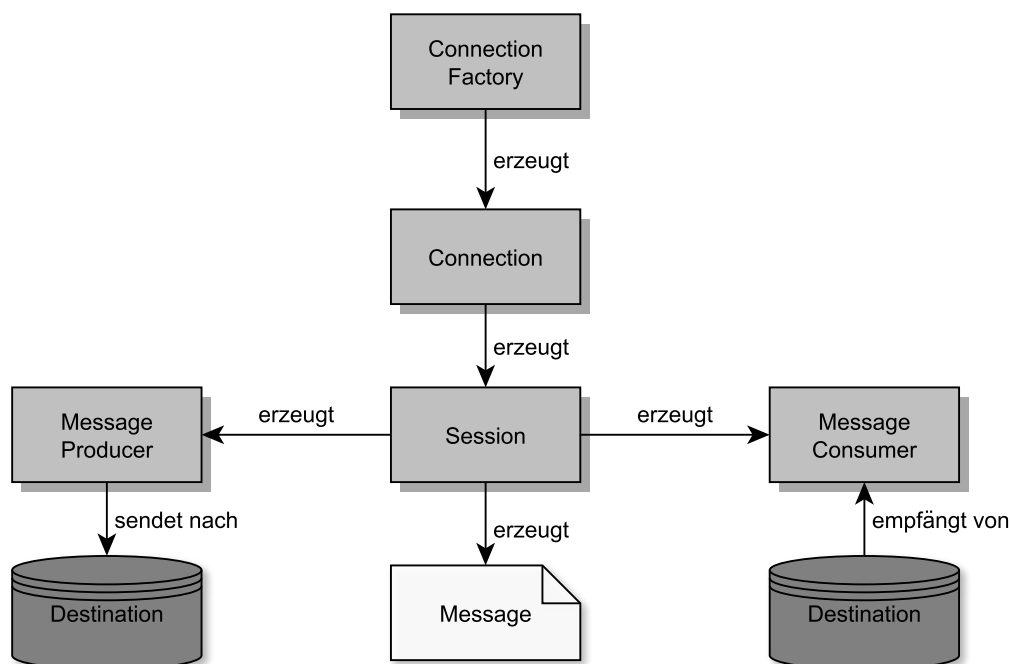 Connection
Factory
erzeugt
Connection
erzeugt
Message
Producer
erzeugt
Session
erzeugt
Message
Consumer
sendet nach
erzeugt
empfängt von
Destination
Message
Destination